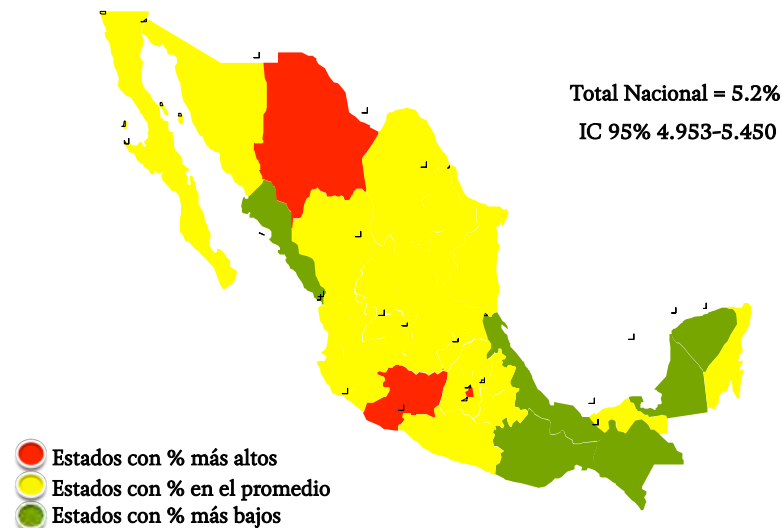 Total Nacional = 5.2%
IC 95% 4.953-5.450
Estados con % más altos
Estados con % en el promedio
Estados con % más bajos